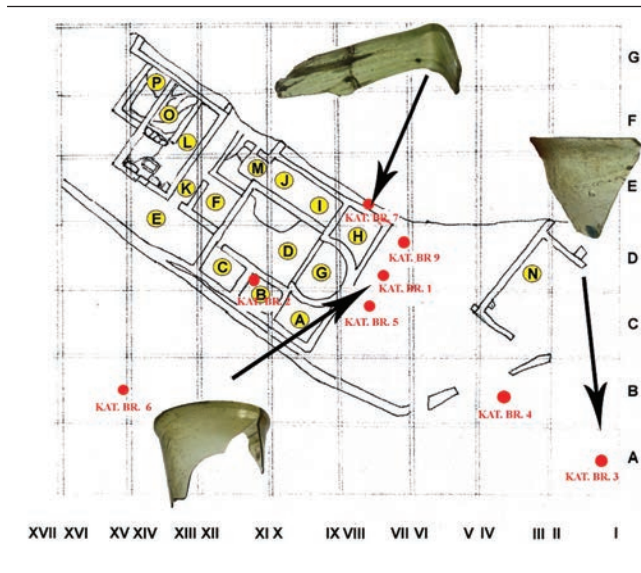 G
F
E
D
C
B
A
P
O
L
K
E
F
M
J
I
H
C
D
G
B
A
N
KAT. BR. 7
KAT. BR 9
KAT. BR. 1
KAT. BR. 2
KAT. BR. 5
KAT. BR. 6
KAT. BR. 4
KAT. BR. 3
XVII XVI XV XIV XIII XII XI X IX VIII VII VI V IV III II I